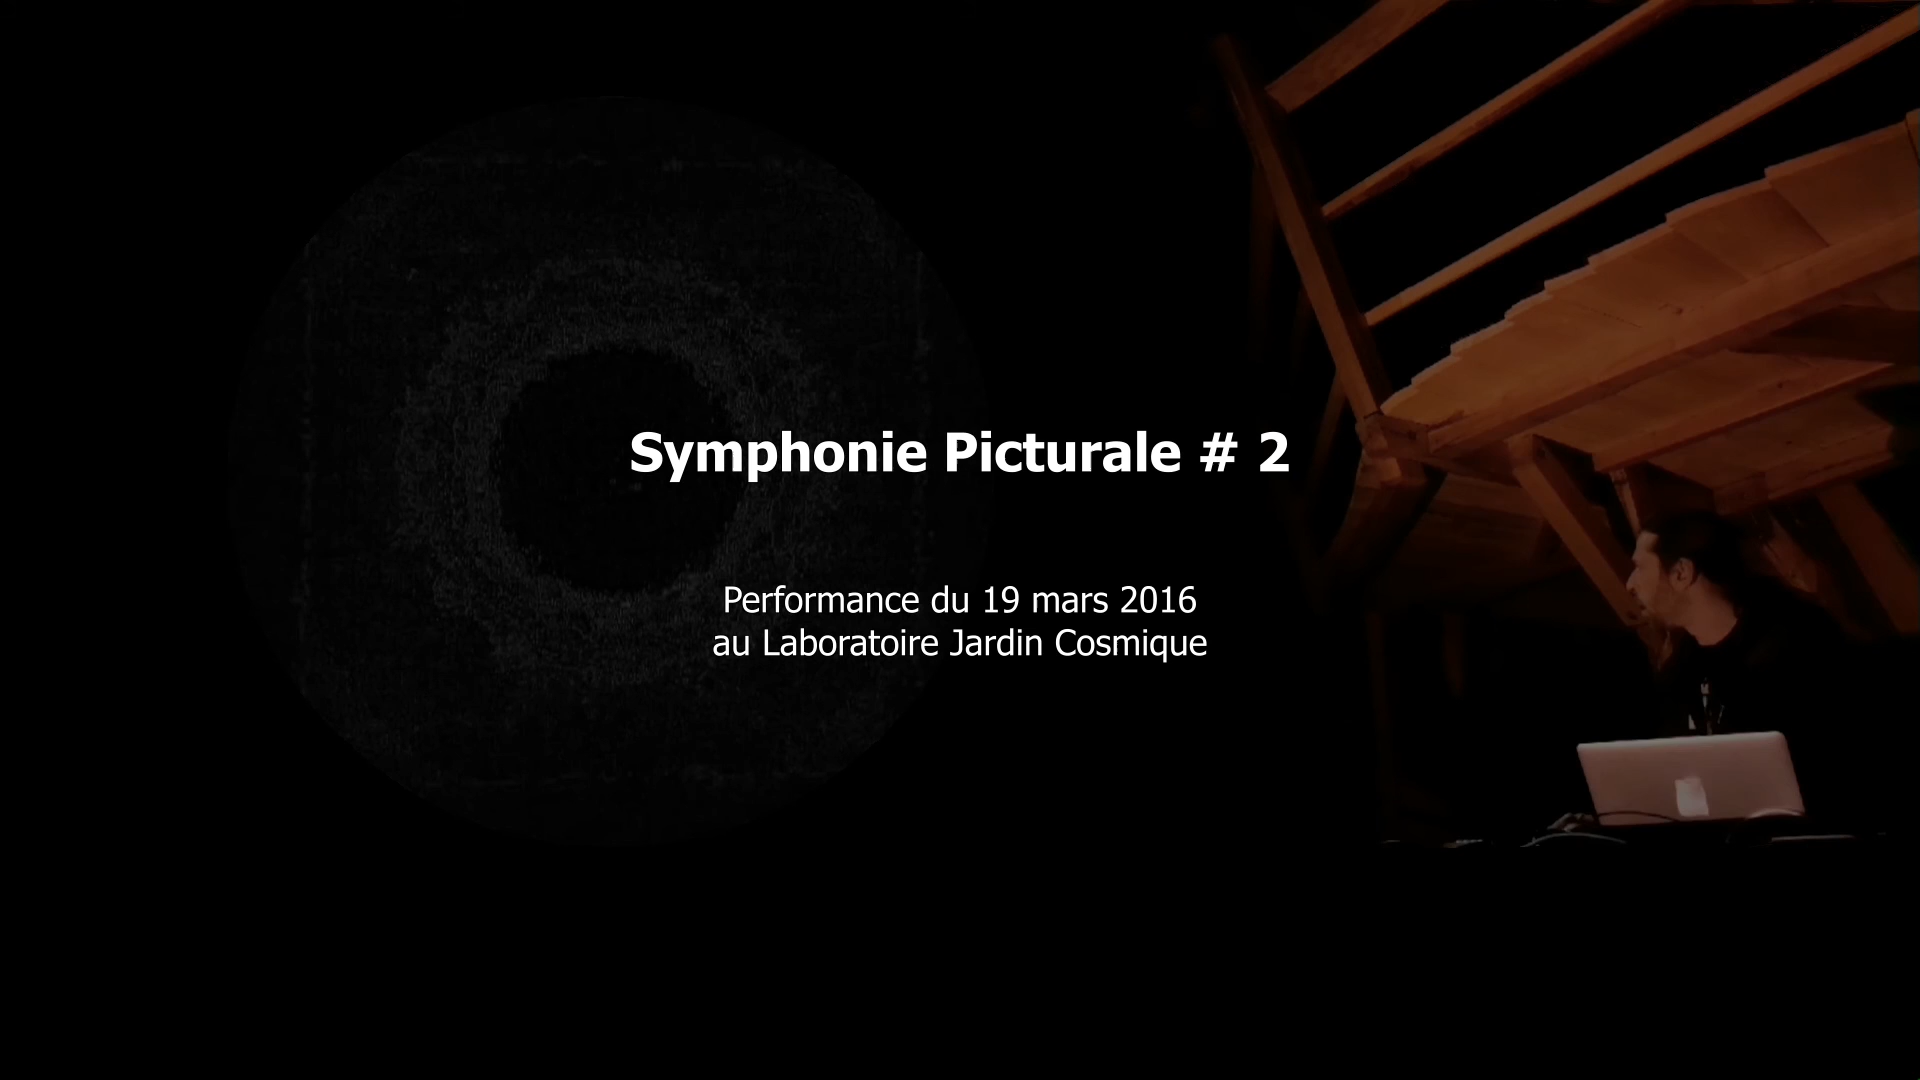 Symphonie Picturale # 2
Performance du 19 mars 2016
au Laboratoire Jardin Cosmique